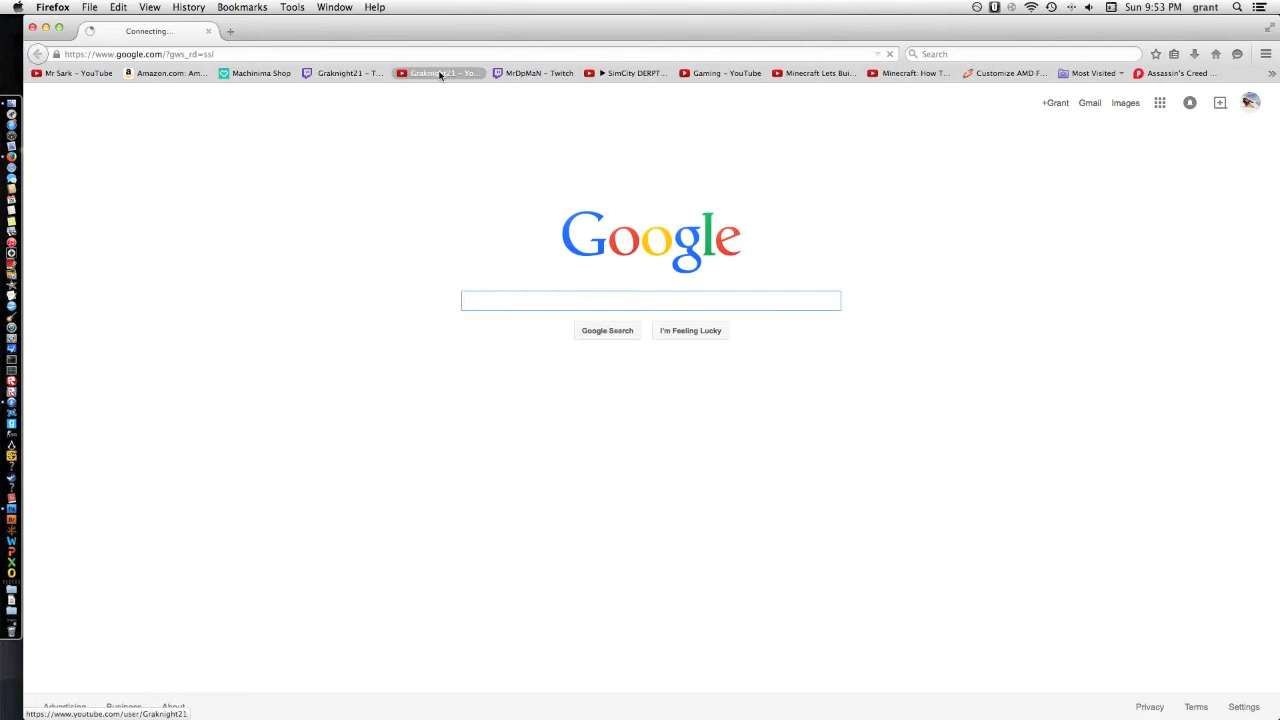 Firefox File Edit View History Bookmarks Tools Window Help Sun 9:53 PM grant
Connecting...
https://www.google.com/?gws_rd=ssl Search
Mr Sark - YouTube Amazon.com: Am... Machinima Shop Graknight21 - T... Graknight21 - Yo... MrDpMaN - Twitch ▶ SimCity DERPT... Gaming - YouTube Minecraft Lets Bui... Minecraft: How T... Customize AMD F... Most Visited Assassin's Creed ...
+Grant Gmail Images
Google
Google Search I'm Feeling Lucky
Advertising Business About Privacy Terms Settings
https://www.youtube.com/user/Graknight21